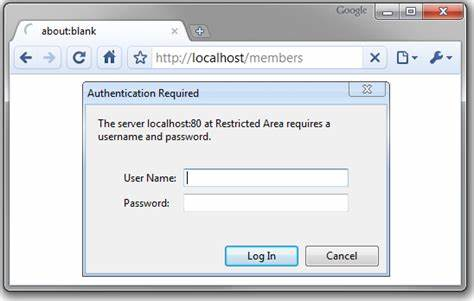 Google
about:blank
http://localhost/members
Authentication Required
The server localhost:80 at Restricted Area requires a
username and password.
User Name:
Password:
Log In
Cancel